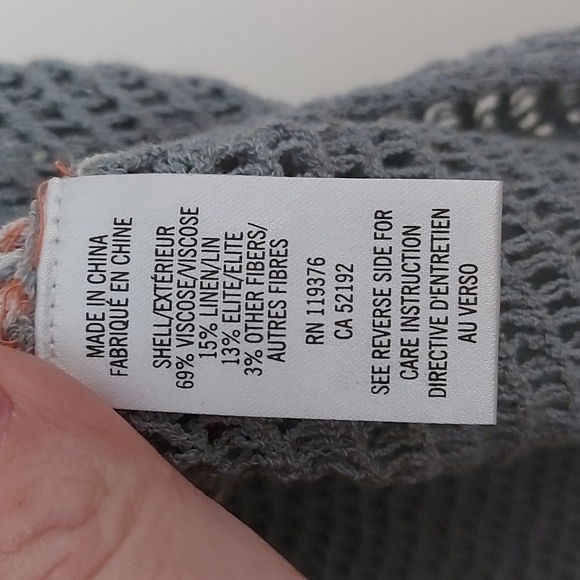 MADE IN CHINA
FABRIQUÉ EN CHINE
SHELL/EXTÉRIEUR
69% VISCOSE/VISCOSE
15% LINEN/LIN
13% ELITE/ELITE
3% OTHER FIBERS/
AUTRES FIBRES
RN 119376
CA 52192
SEE REVERSE SIDE FOR
CARE INSTRUCTION
DIRECTIVE D'ENTRETIEN
AU VERSO